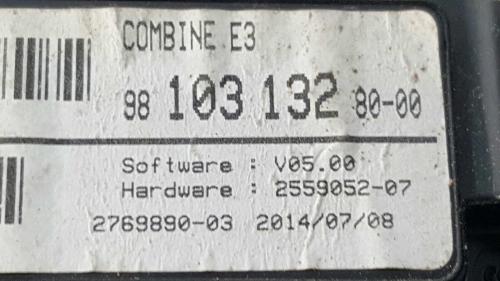 COMBINE E3
98 103 132 80-00
Software : V05.00
Hardware : 2559052-07
2769890-03 2014/07/08